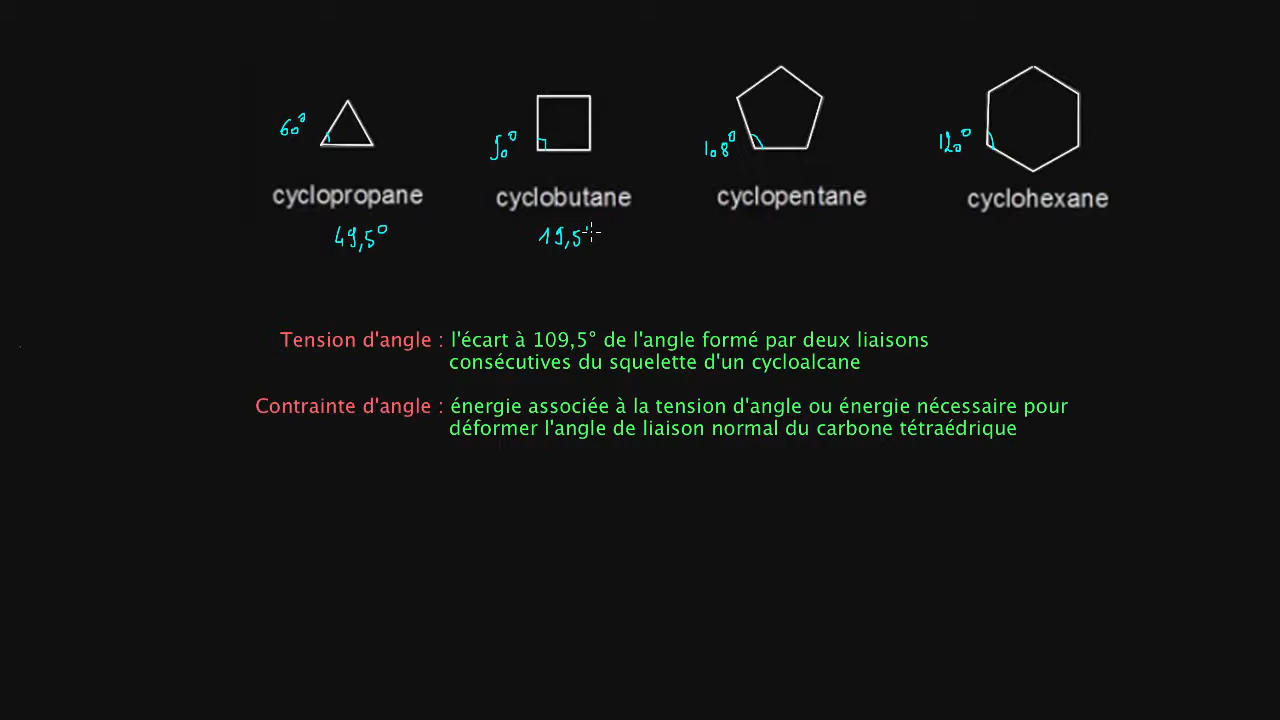 60° 90° 108° 120°
cyclopropane cyclobutane cyclopentane cyclohexane
49,5° 19,5°
Tension d'angle : l'écart à 109,5° de l'angle formé par deux liaisons
consécutives du squelette d'un cycloalcane
Contrainte d'angle : énergie associée à la tension d'angle ou énergie nécessaire pour
déformer l'angle de liaison normal du carbone tétraédrique